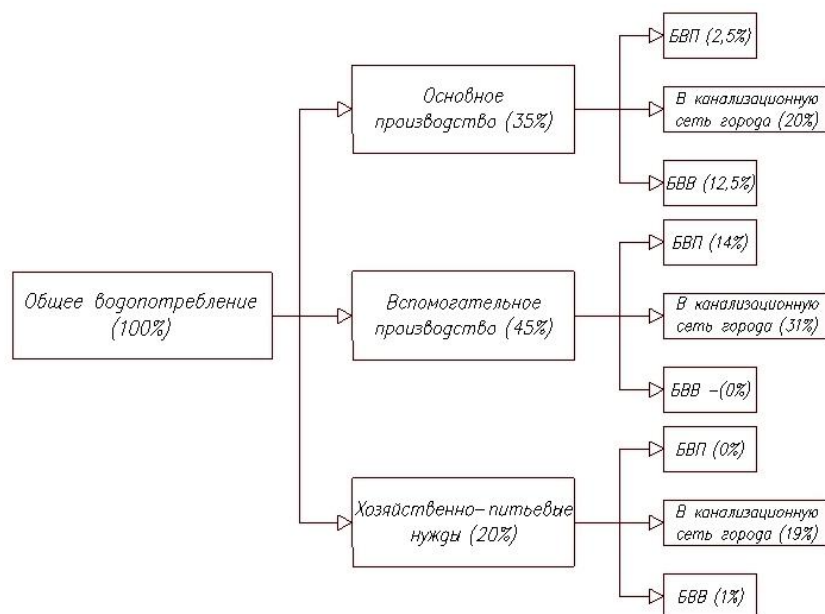 БВП (2,5%)
Основное
производство (35%)
В канализационную
сеть города (20%)
БВВ (12,5%)
Общее водопотребление
(100%)
БВП (14%)
Вспомогательное
производство (45%)
В канализационную
сеть города (31%)
БВВ -(0%)
БВП (0%)
Хозяйственно-питьевые
нужды (20%)
В канализационную
сеть города (19%)
БВВ (1%)